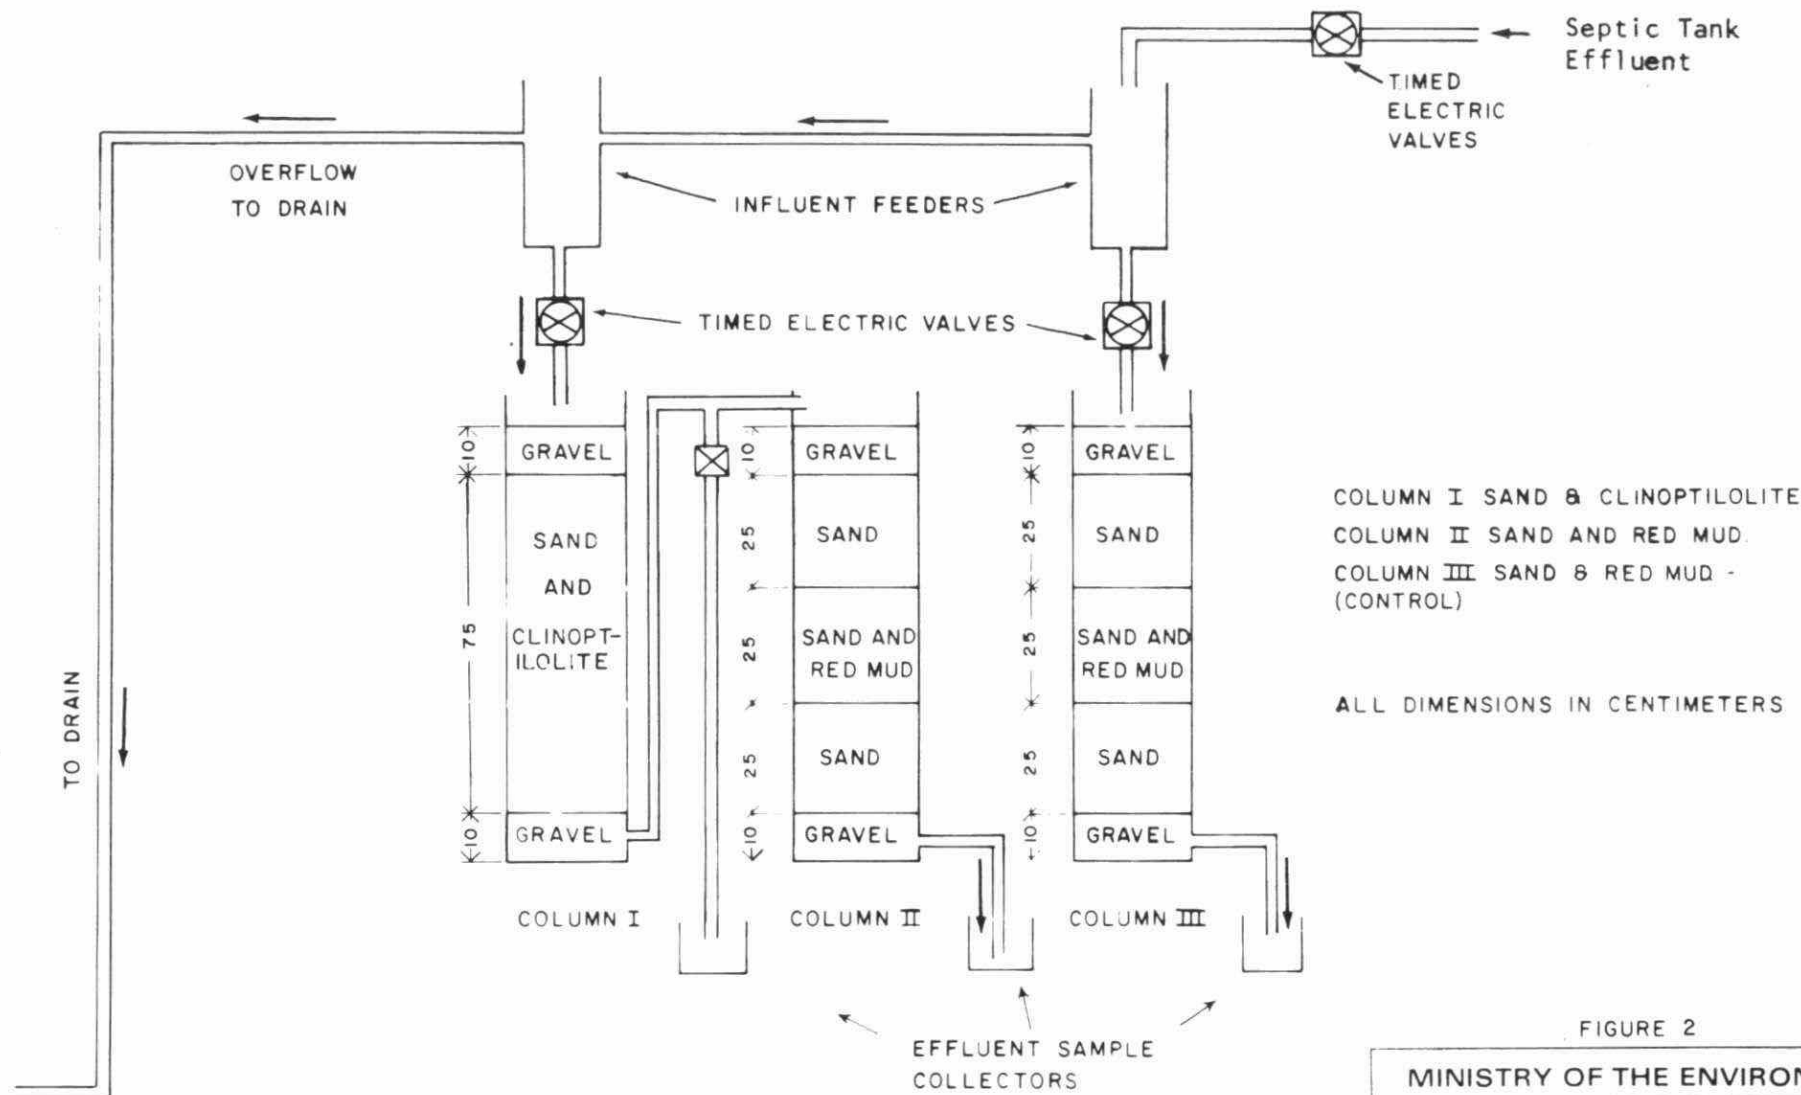 Septic Tank
Effluent
TIMED
ELECTRIC
VALVES
OVERFLOW
TO DRAIN
INFLUENT FEEDERS
TIMED ELECTRIC VALVES
10
GRAVEL
10
GRAVEL
10
GRAVEL
75
SAND
AND
CLINOPT-
ILOLITE
25
SAND
25
SAND
25
SAND AND
RED MUD
25
SAND AND
RED MUD
25
SAND
25
SAND
10
GRAVEL
10
GRAVEL
10
GRAVEL
COLUMN I SAND & CLINOPTILOLITE
COLUMN II SAND AND RED MUD.
COLUMN III SAND & RED MUD -
(CONTROL)
ALL DIMENSIONS IN CENTIMETERS
TO DRAIN
COLUMN I
COLUMN II
COLUMN III
EFFLUENT SAMPLE
COLLECTORS
FIGURE 2
MINISTRY OF THE ENVIRON